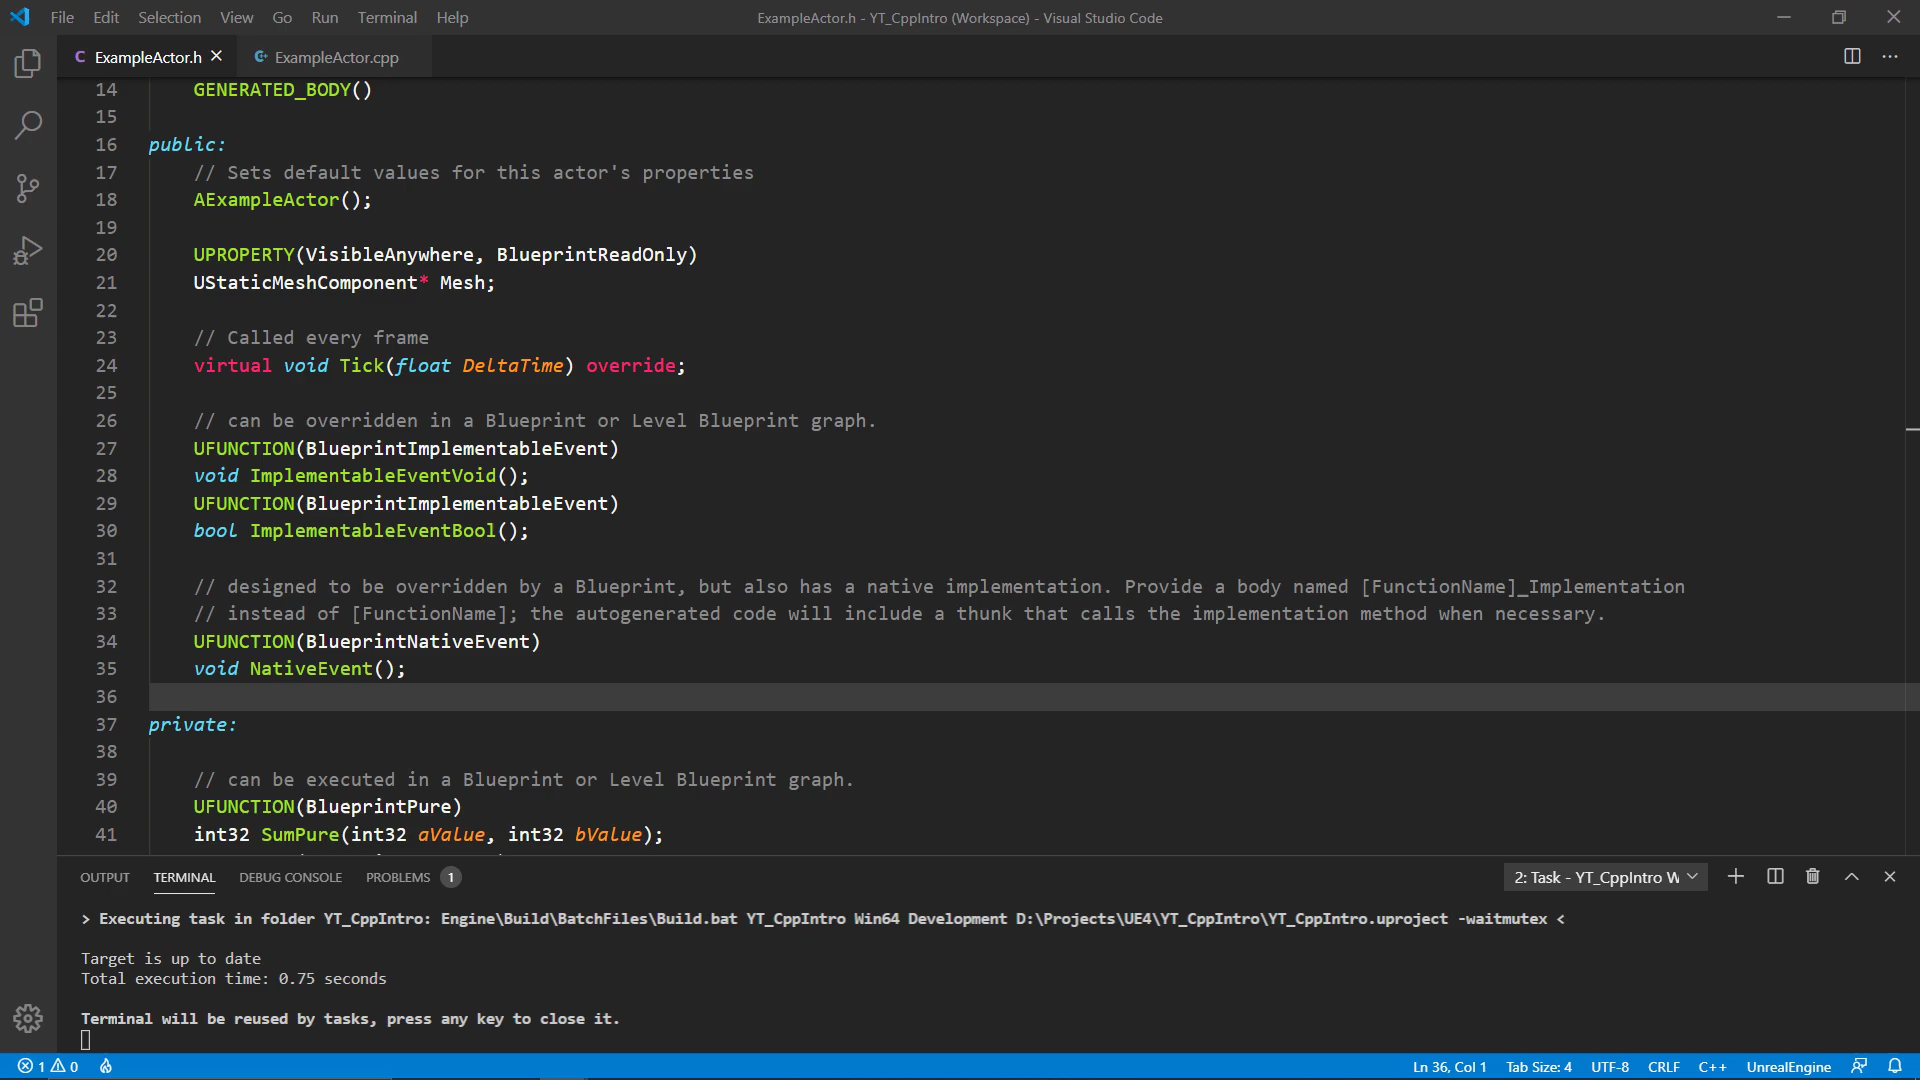 File Edit Selection View Go Run Terminal Help
ExampleActor.h - YT_CppIntro (Workspace) - Visual Studio Code
C ExampleActor.h
ExampleActor.cpp
14 GENERATED_BODY()
15
16 public:
17 // Sets default values for this actor's properties
18 AExampleActor();
19
20 UPROPERTY(VisibleAnywhere, BlueprintReadOnly)
21 UStaticMeshComponent* Mesh;
22
23 // Called every frame
24 virtual void Tick(float DeltaTime) override;
25
26 // can be overridden in a Blueprint or Level Blueprint graph.
27 UFUNCTION(BlueprintImplementableEvent)
28 void ImplementableEventVoid();
29 UFUNCTION(BlueprintImplementableEvent)
30 bool ImplementableEventBool();
31
32 // designed to be overridden by a Blueprint, but also has a native implementation. Provide a body named [FunctionName]_Implementation
33 // instead of [FunctionName]; the autogenerated code will include a thunk that calls the implementation method when necessary.
34 UFUNCTION(BlueprintNativeEvent)
35 void NativeEvent();
36
37 private:
38
39 // can be executed in a Blueprint or Level Blueprint graph.
40 UFUNCTION(BlueprintPure)
41 int32 SumPure(int32 aValue, int32 bValue);
OUTPUT TERMINAL DEBUG CONSOLE PROBLEMS 1
2: Task - YT_CppIntro W
> Executing task in folder YT_CppIntro: Engine\Build\BatchFiles\Build.bat YT_CppIntro Win64 Development D:\Projects\UE4\YT_CppIntro\YT_CppIntro.uproject -waitmutex <
Target is up to date
Total execution time: 0.75 seconds
Terminal will be reused by tasks, press any key to close it.
1 0
Ln 36, Col 1 Tab Size: 4 UTF-8 CRLF C++ UnrealEngine